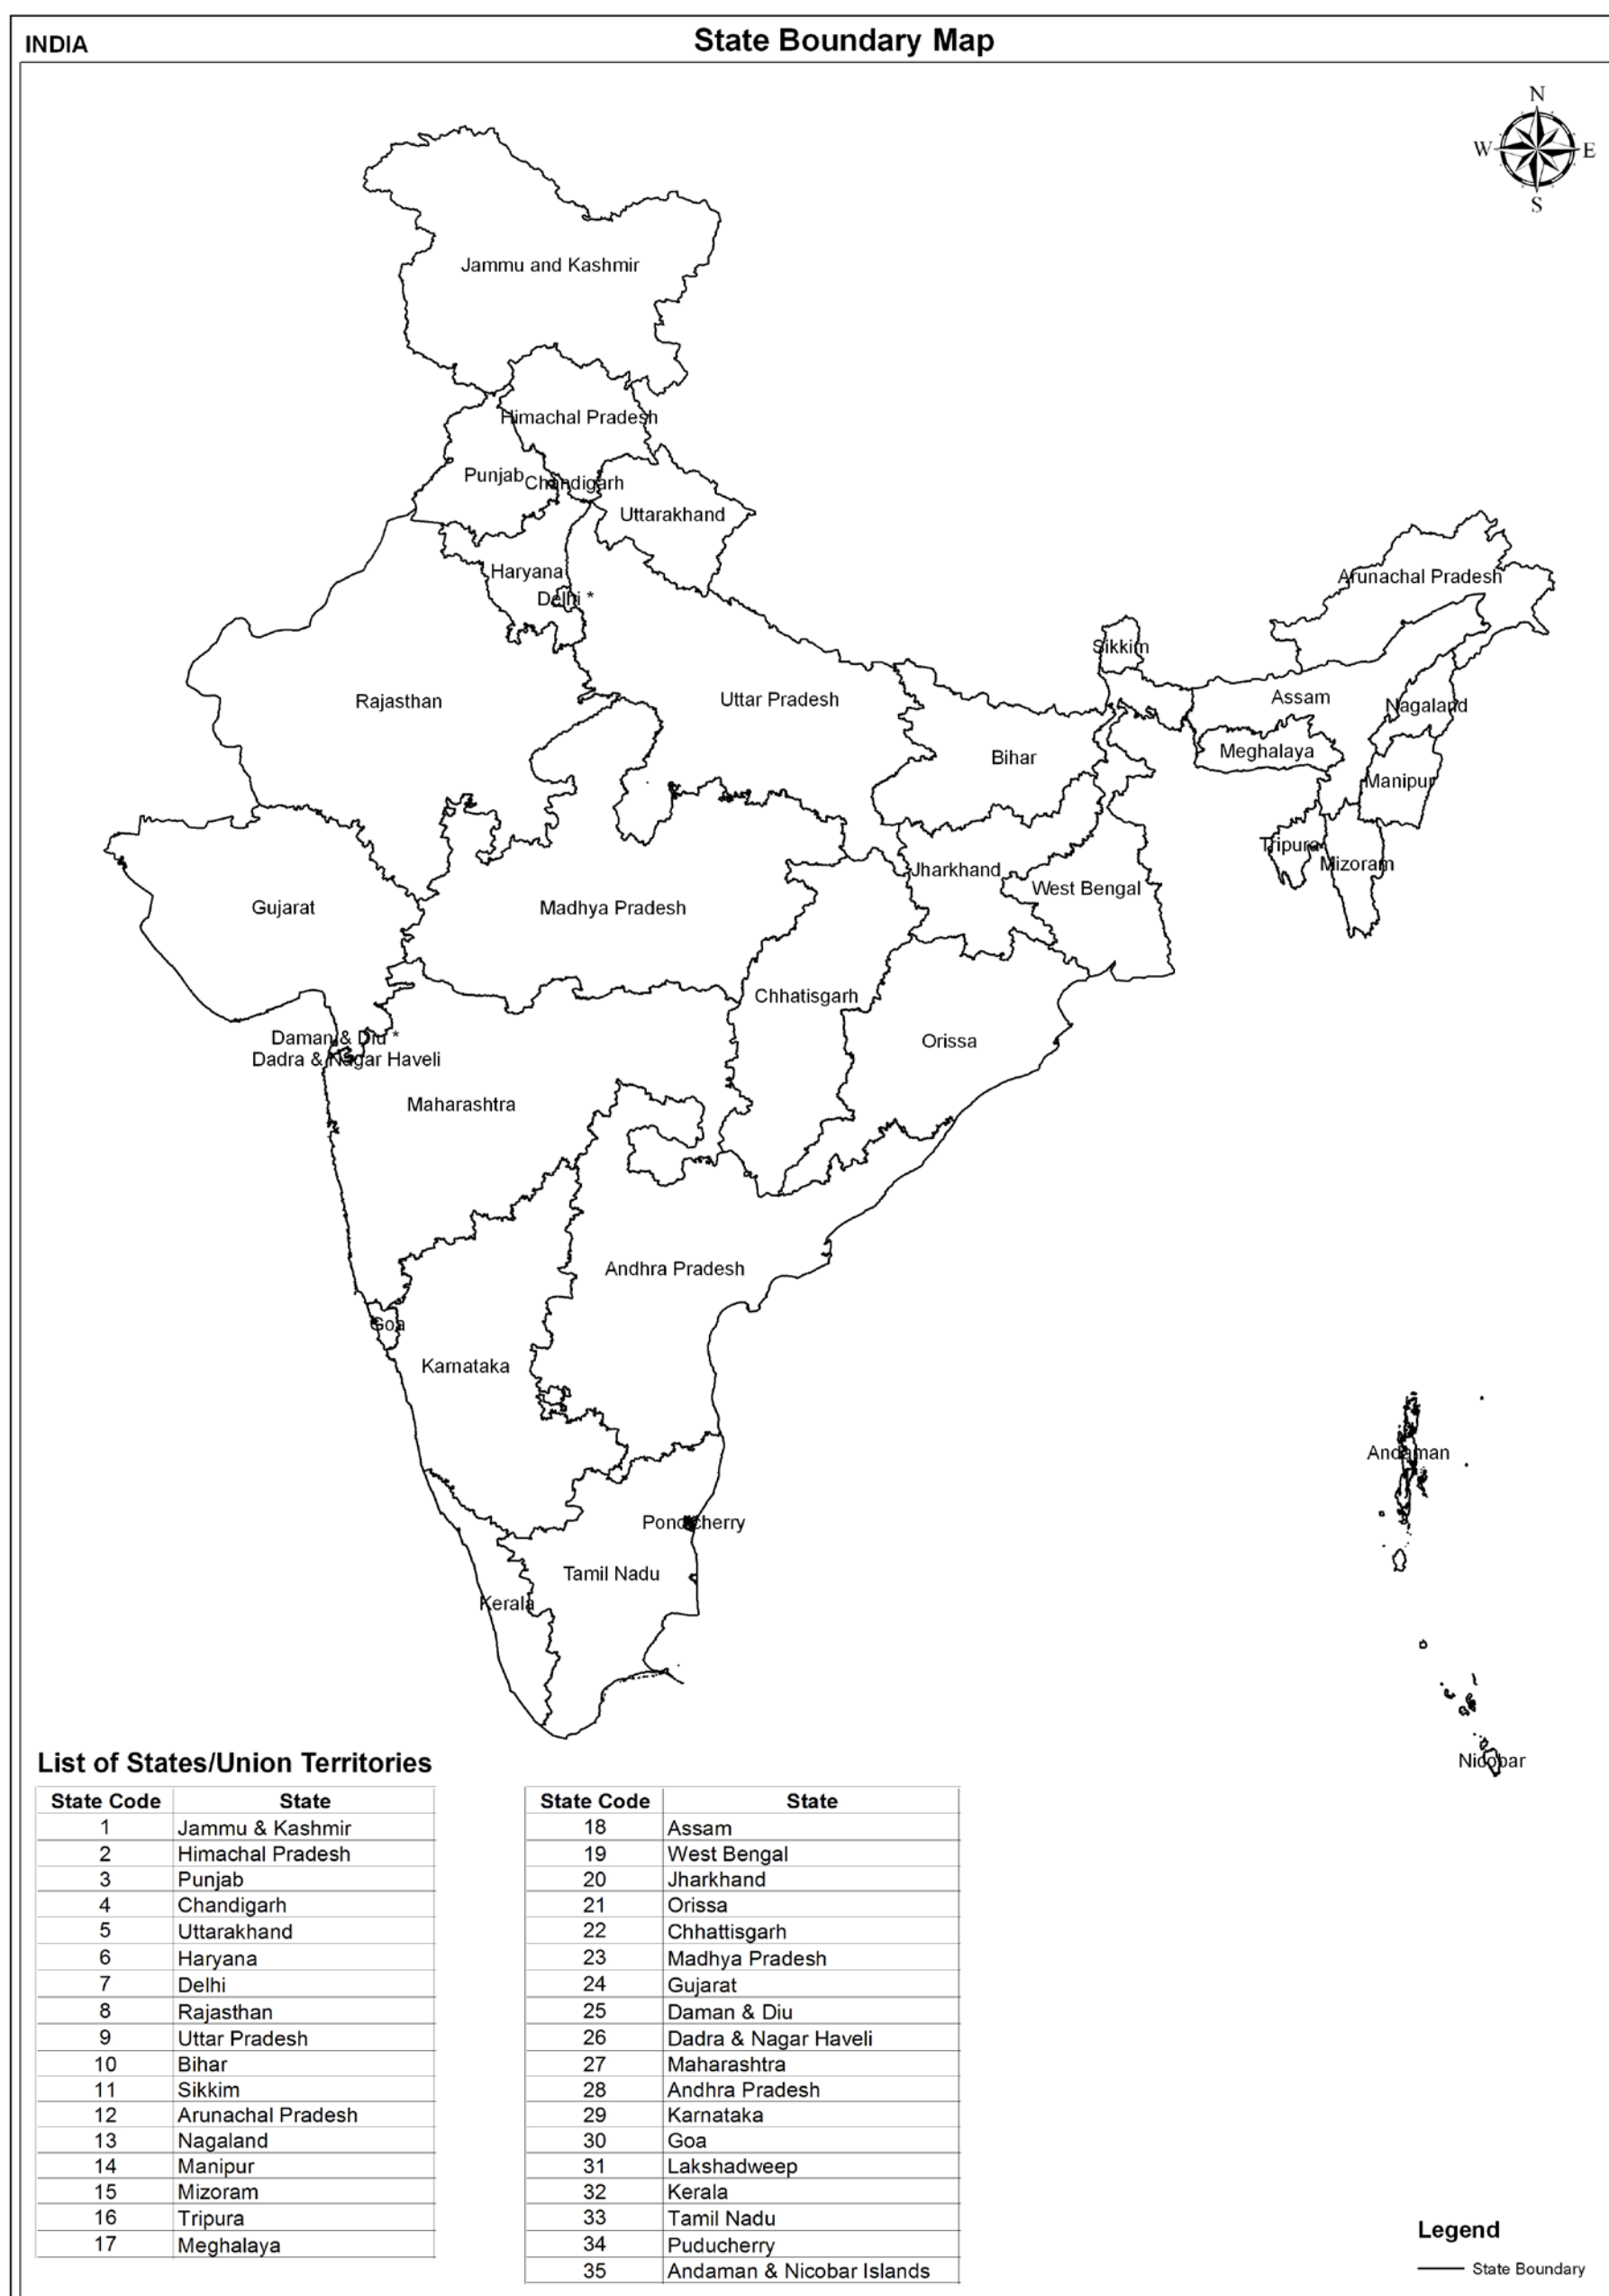 INDIA
State Boundary Map
N
W
E
S
Jammu and Kashmir
Himachal Pradesh
Punjab
Chandigarh
Uttarakhand
Haryana
Arunachal Pradesh
Delhi *
Sikkim
Rajasthan
Uttar Pradesh
Assam
Nagaland
Bihar
Meghalaya
Manipur
Tripura
Mizoram
Jharkhand
West Bengal
Gujarat
Madhya Pradesh
Chhatisgarh
Daman & Diu *
Orissa
Dadra & Nagar Haveli
Maharashtra
Andhra Pradesh
Goa
Karnataka
Andaman
Pondicherry
Tamil Nadu
Kerala
Nicobar
List of States/Union Territories
State Code State
1 Jammu & Kashmir
2 Himachal Pradesh
3 Punjab
4 Chandigarh
5 Uttarakhand
6 Haryana
7 Delhi
8 Rajasthan
9 Uttar Pradesh
10 Bihar
11 Sikkim
12 Arunachal Pradesh
13 Nagaland
14 Manipur
15 Mizoram
16 Tripura
17 Meghalaya
State Code State
18 Assam
19 West Bengal
20 Jharkhand
21 Orissa
22 Chhattisgarh
23 Madhya Pradesh
24 Gujarat
25 Daman & Diu
26 Dadra & Nagar Haveli
27 Maharashtra
28 Andhra Pradesh
29 Karnataka
30 Goa
31 Lakshadweep
32 Kerala
33 Tamil Nadu
34 Puducherry
35 Andaman & Nicobar Islands
Legend
State Boundary